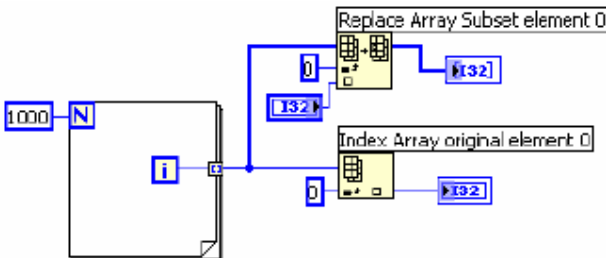 Replace Array Subset element 0
0
[I32]
I32
1000
N
Index Array original element 0
i
0
I32